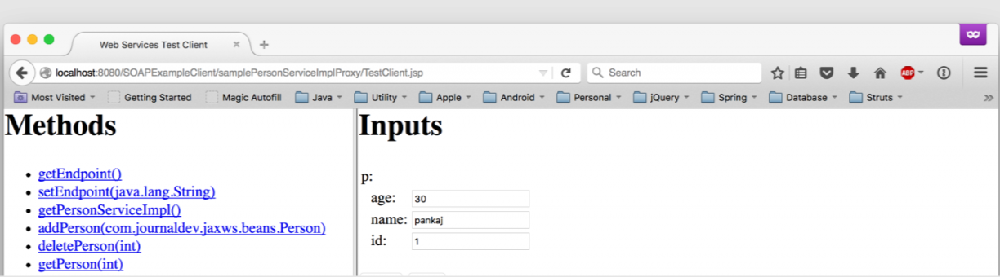 Web Services Test Client
localhost:8080/SOAPExampleClient/samplePersonServiceImplProxy/TestClient.jsp
Search
ABP
Most Visited Getting Started Magic Autofill Java Utility Apple Android Personal jQuery Spring Database Struts
Methods
getEndpoint()
setEndpoint(java.lang.String)
getPersonServiceImpl()
addPerson(com.journaldev.jaxws.beans.Person)
deletePerson(int)
getPerson(int)
Inputs
p:
age: 30
name: pankaj
id: 1